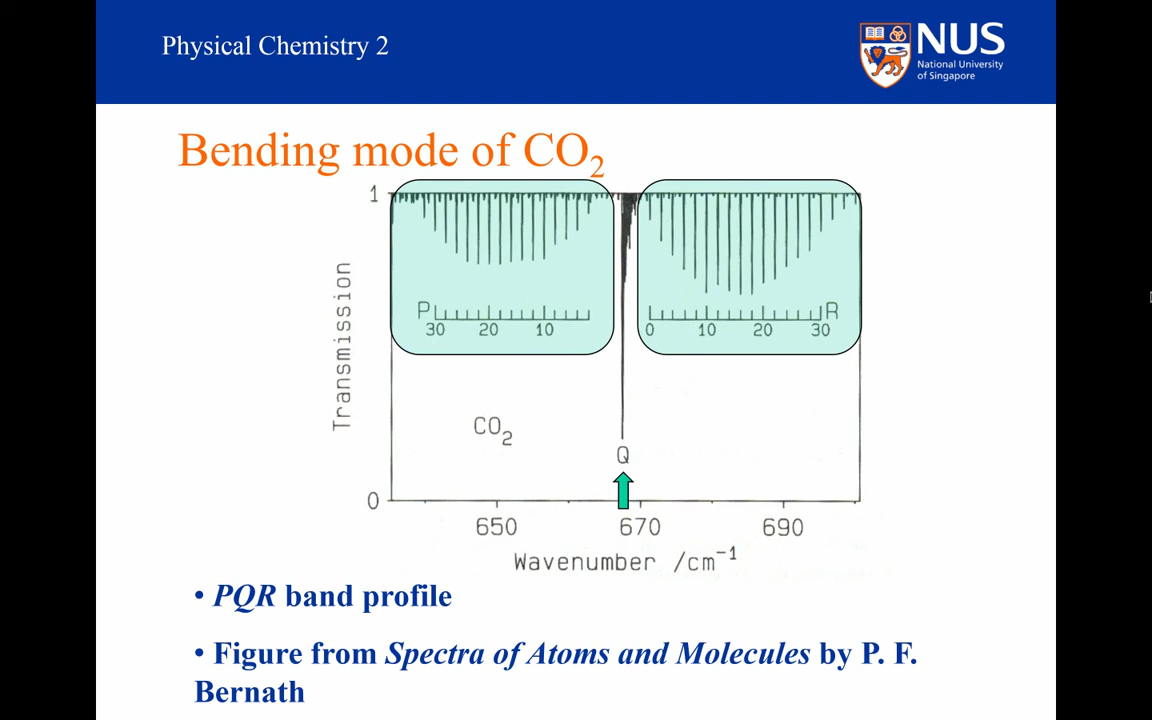 Physical Chemistry 2
NUS
National University
of Singapore
Bending mode of CO₂
1
P
30 20 10
0 10 20 30
R
Transmission
CO₂
Q
0
650 670 690
Wavenumber /cm⁻¹
• PQR band profile
• Figure from Spectra of Atoms and Molecules by P. F.
Bernath